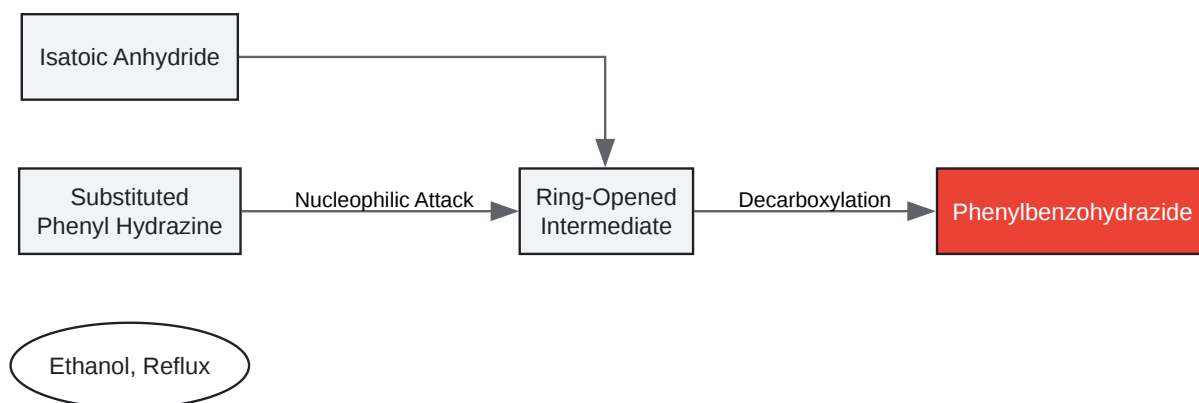 Isatoic Anhydride
Substituted
Phenyl Hydrazine
Nucleophilic Attack
Ring-Opened
Intermediate
Decarboxylation
Phenylbenzohydrazide
Ethanol, Reflux